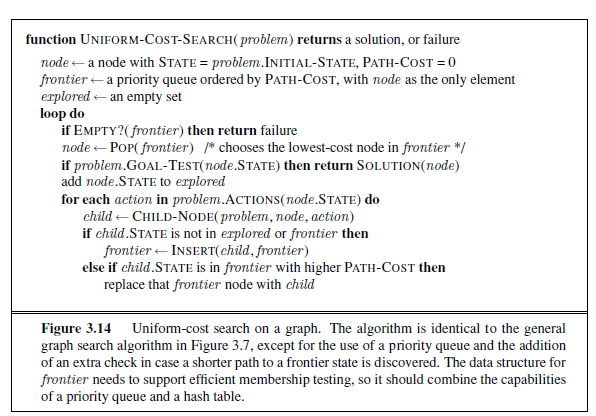 function UNIFORM-COST-SEARCH(problem) returns a solution, or failure
node ← a node with STATE = problem.INITIAL-STATE, PATH-COST = 0
frontier ← a priority queue ordered by PATH-COST, with node as the only element
explored ← an empty set
loop do
if EMPTY?(frontier) then return failure
node ← POP(frontier) /* chooses the lowest-cost node in frontier */
if problem.GOAL-TEST(node.STATE) then return SOLUTION(node)
add node.STATE to explored
for each action in problem.ACTIONS(node.STATE) do
child ← CHILD-NODE(problem, node, action)
if child.STATE is not in explored or frontier then
frontier ← INSERT(child, frontier)
else if child.STATE is in frontier with higher PATH-COST then
replace that frontier node with child
Figure 3.14 Uniform-cost search on a graph. The algorithm is identical to the general
graph search algorithm in Figure 3.7, except for the use of a priority queue and the addition
of an extra check in case a shorter path to a frontier state is discovered. The data structure for
frontier needs to support efficient membership testing, so it should combine the capabilities
of a priority queue and a hash table.